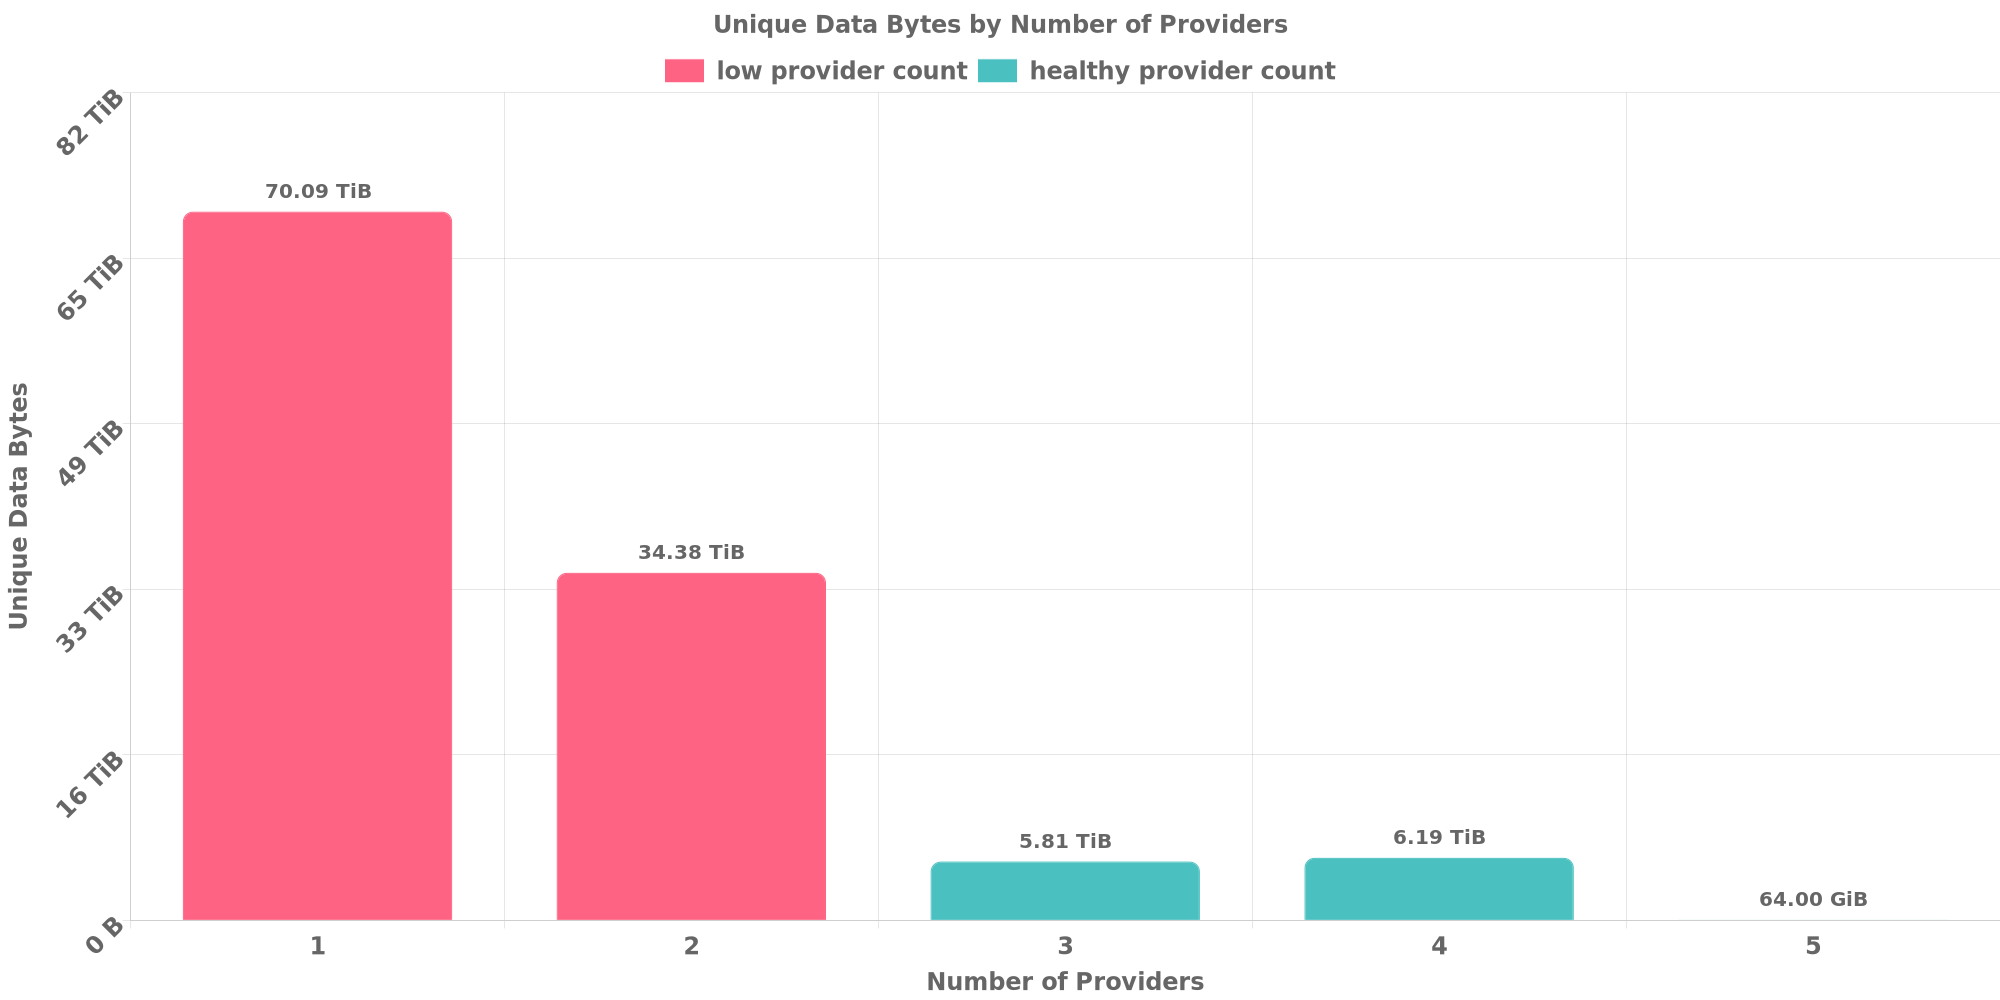 Unique Data Bytes by Number of Providers
low provider count healthy provider count
82 TiB
65 TiB
49 TiB
33 TiB
16 TiB
0 B
Unique Data Bytes
70.09 TiB
34.38 TiB
5.81 TiB
6.19 TiB
64.00 GiB
1 2 3 4 5
Number of Providers